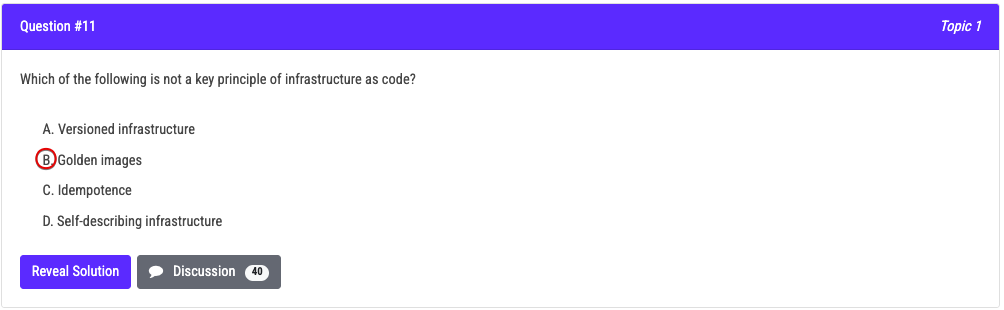 Question #11
Topic 1
Which of the following is not a key principle of infrastructure as code?
A. Versioned infrastructure
B. Golden images
C. Idempotence
D. Self-describing infrastructure
Reveal Solution
Discussion 40